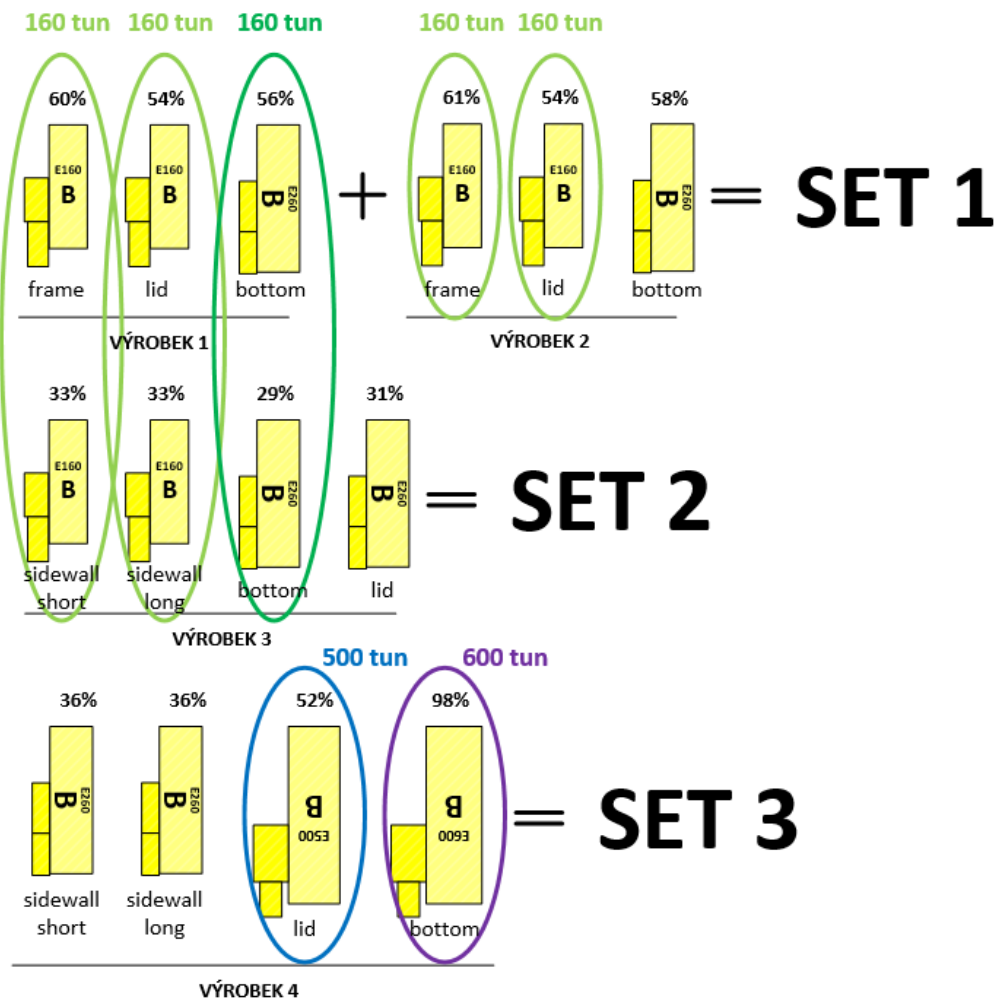 160 tun 160 tun 160 tun 160 tun 160 tun
60% 54% 56% 61% 54% 58%
E160 B E160 B E260 B + E160 B E160 B E260 B = SET 1
frame lid bottom frame lid bottom
VÝROBEK 1 VÝROBEK 2
33% 33% 29% 31%
E160 B E160 B E260 B E260 B = SET 2
sidewall sidewall bottom lid
short long
VÝROBEK 3
500 tun 600 tun
36% 36% 52% 98%
E260 B E260 B B E500 B E600 = SET 3
sidewall sidewall lid bottom
short long
VÝROBEK 4